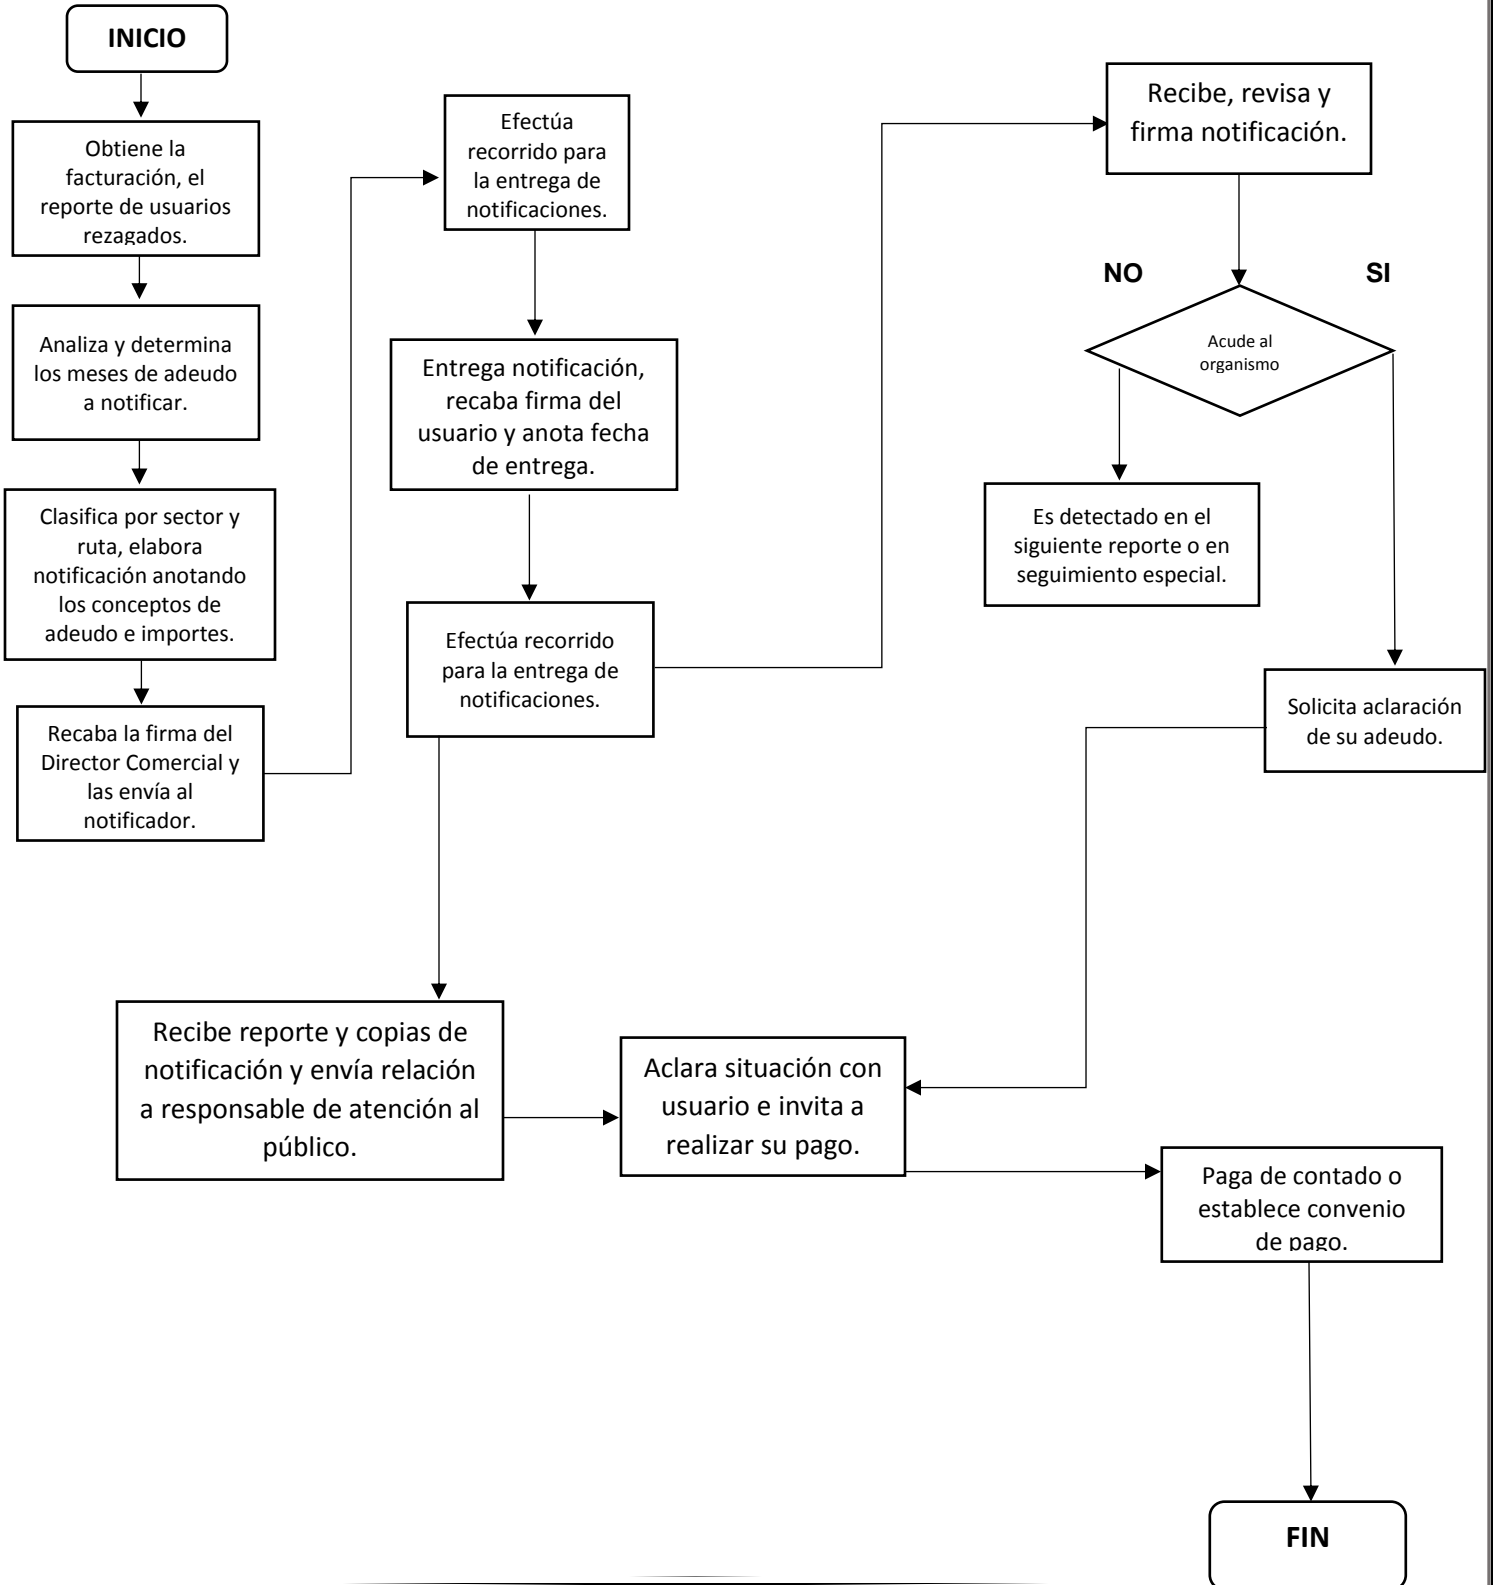 INICIO
Obtiene la
facturación, el
reporte de usuarios
rezagados.
Analiza y determina
los meses de adeudo
a notificar.
Clasifica por sector y
ruta, elabora
notificación anotando
los conceptos de
adeudo e importes.
Recaba la firma del
Director Comercial y
las envía al
notificador.
Efectúa
recorrido para
la entrega de
notificaciones.
Entrega notificación,
recaba firma del
usuario y anota fecha
de entrega.
Efectúa recorrido
para la entrega de
notificaciones.
Recibe, revisa y
firma notificación.
NO
SI
Acude al
organismo
Es detectado en el
siguiente reporte o en
seguimiento especial.
Solicita aclaración
de su adeudo.
Recibe reporte y copias de
notificación y envía relación
a responsable de atención al
público.
Aclara situación con
usuario e invita a
realizar su pago.
Paga de contado o
establece convenio
de pago.
FIN